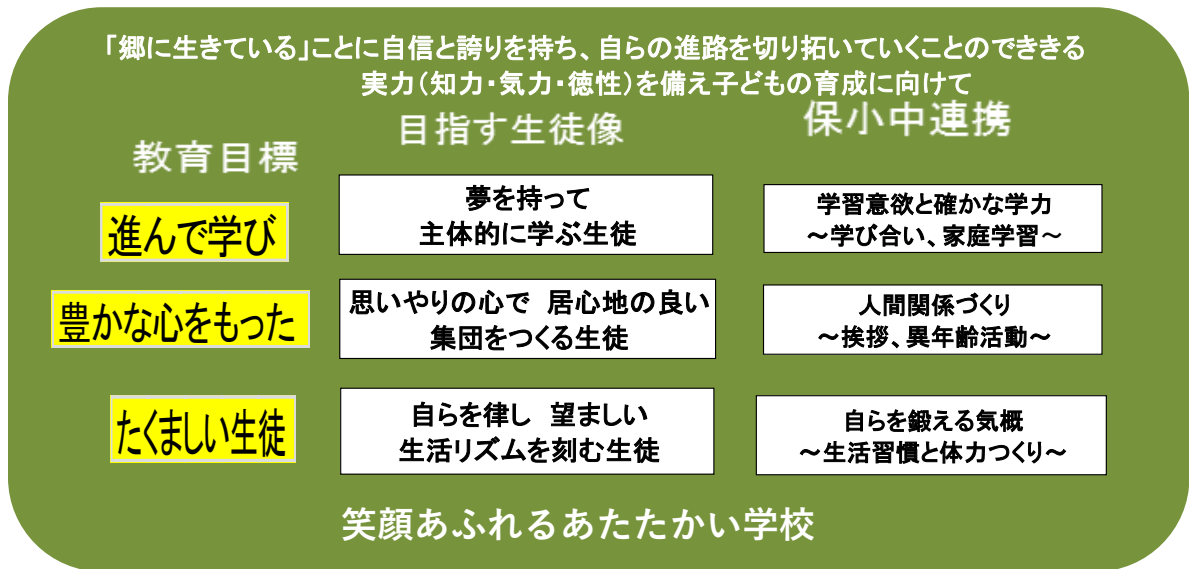 「郷に生きている」ことに自信と誇りを持ち、自らの進路を切り拓いていくことのでききる
実力（知力・気力・徳性）を備え子どもの育成に向けて
教育目標
目指す生徒像
保小中連携
進んで学び
夢を持って
主体的に学ぶ生徒
学習意欲と確かな学力
～学び合い、家庭学習～
豊かな心をもった
思いやりの心で 居心地の良い
集団をつくる生徒
人間関係づくり
～挨拶、異年齢活動～
たくましい生徒
自らを律し 望ましい
生活リズムを刻む生徒
自らを鍛える気概
～生活習慣と体力つくり～
笑顔あふれるあたたかい学校